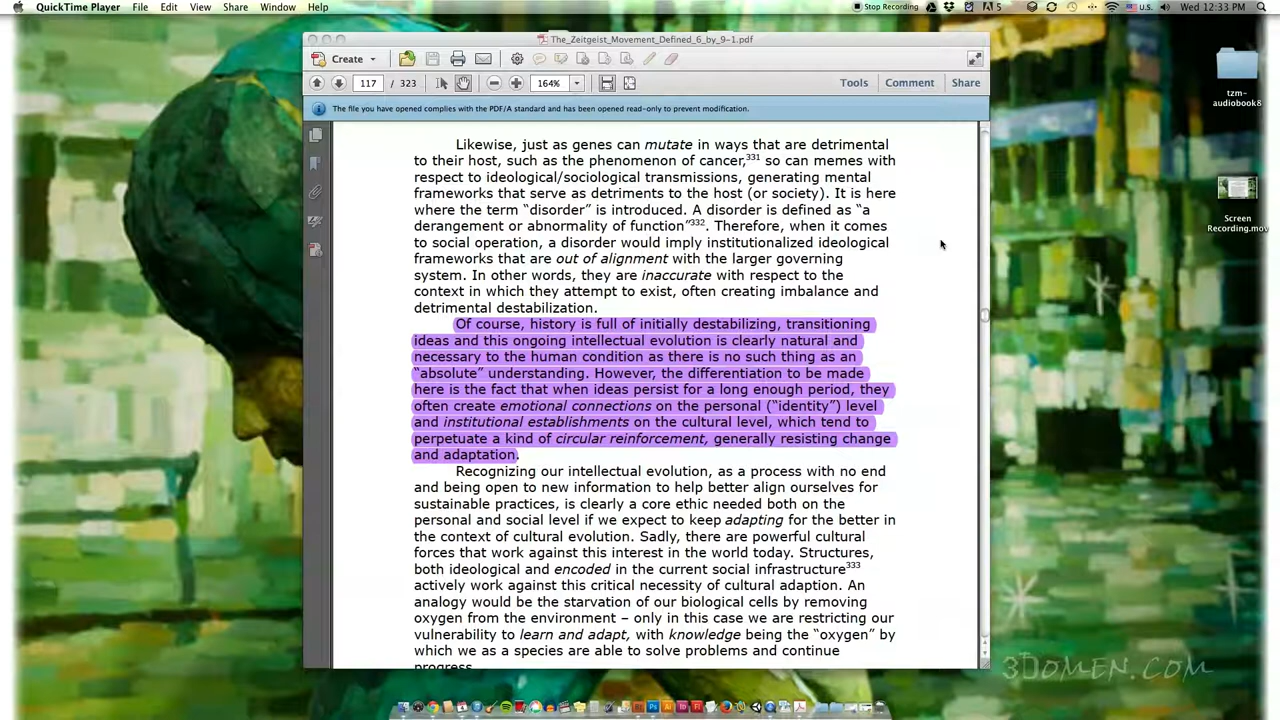 QuickTime Player File Edit View Share Window Help
Stop Recording
5
U.S.
Wed 12:33 PM
The_Zeitgeist_Movement_Defined_6_by_9-1.pdf
Create
117 / 323
164%
Tools Comment Share
The file you have opened complies with the PDF/A standard and has been opened read-only to prevent modification.
Likewise, just as genes can mutate in ways that are detrimental
to their host, such as the phenomenon of cancer,331 so can memes with
respect to ideological/sociological transmissions, generating mental
frameworks that serve as detriments to the host (or society). It is here
where the term “disorder” is introduced. A disorder is defined as “a
derangement or abnormality of function”332. Therefore, when it comes
to social operation, a disorder would imply institutionalized ideological
frameworks that are out of alignment with the larger governing
system. In other words, they are inaccurate with respect to the
context in which they attempt to exist, often creating imbalance and
detrimental destabilization.
Of course, history is full of initially destabilizing, transitioning
ideas and this ongoing intellectual evolution is clearly natural and
necessary to the human condition as there is no such thing as an
“absolute” understanding. However, the differentiation to be made
here is the fact that when ideas persist for a long enough period, they
often create emotional connections on the personal (“identity”) level
and institutional establishments on the cultural level, which tend to
perpetuate a kind of circular reinforcement, generally resisting change
and adaptation.
Recognizing our intellectual evolution, as a process with no end
and being open to new information to help better align ourselves for
sustainable practices, is clearly a core ethic needed both on the
personal and social level if we expect to keep adapting for the better in
the context of cultural evolution. Sadly, there are powerful cultural
forces that work against this interest in the world today. Structures,
both ideological and encoded in the current social infrastructure333
actively work against this critical necessity of cultural adaption. An
analogy would be the starvation of our biological cells by removing
oxygen from the environment – only in this case we are restricting our
vulnerability to learn and adapt, with knowledge being the “oxygen” by
which we as a species are able to solve problems and continue
progress.
tzm-
audiobook8
Screen
Recording.mov
3DOMEN.COM